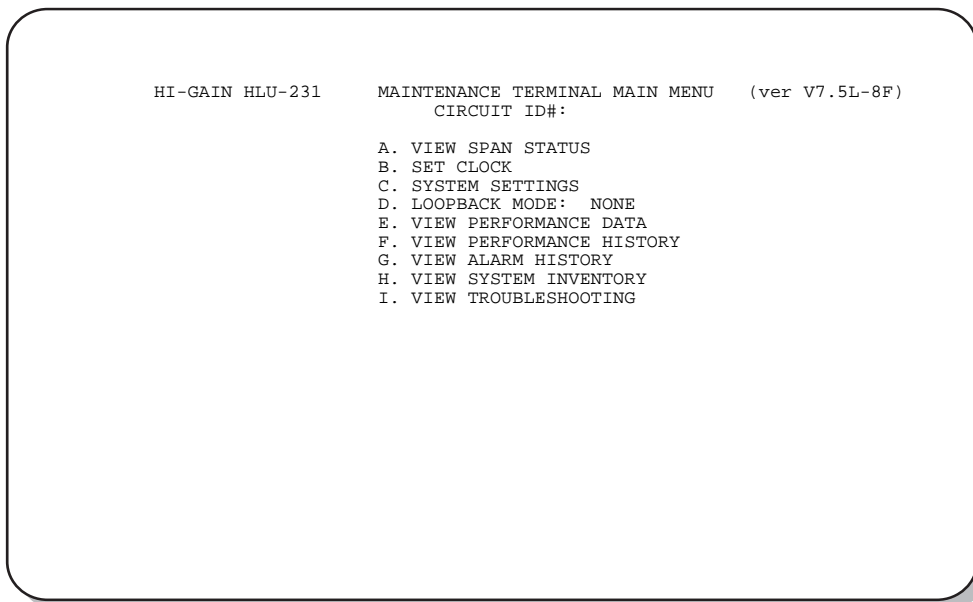 HI-GAIN HLU-231 MAINTENANCE TERMINAL MAIN MENU (ver V7.5L-8F)
CIRCUIT ID#:
A. VIEW SPAN STATUS
B. SET CLOCK
C. SYSTEM SETTINGS
D. LOOPBACK MODE: NONE
E. VIEW PERFORMANCE DATA
F. VIEW PERFORMANCE HISTORY
G. VIEW ALARM HISTORY
H. VIEW SYSTEM INVENTORY
I. VIEW TROUBLESHOOTING